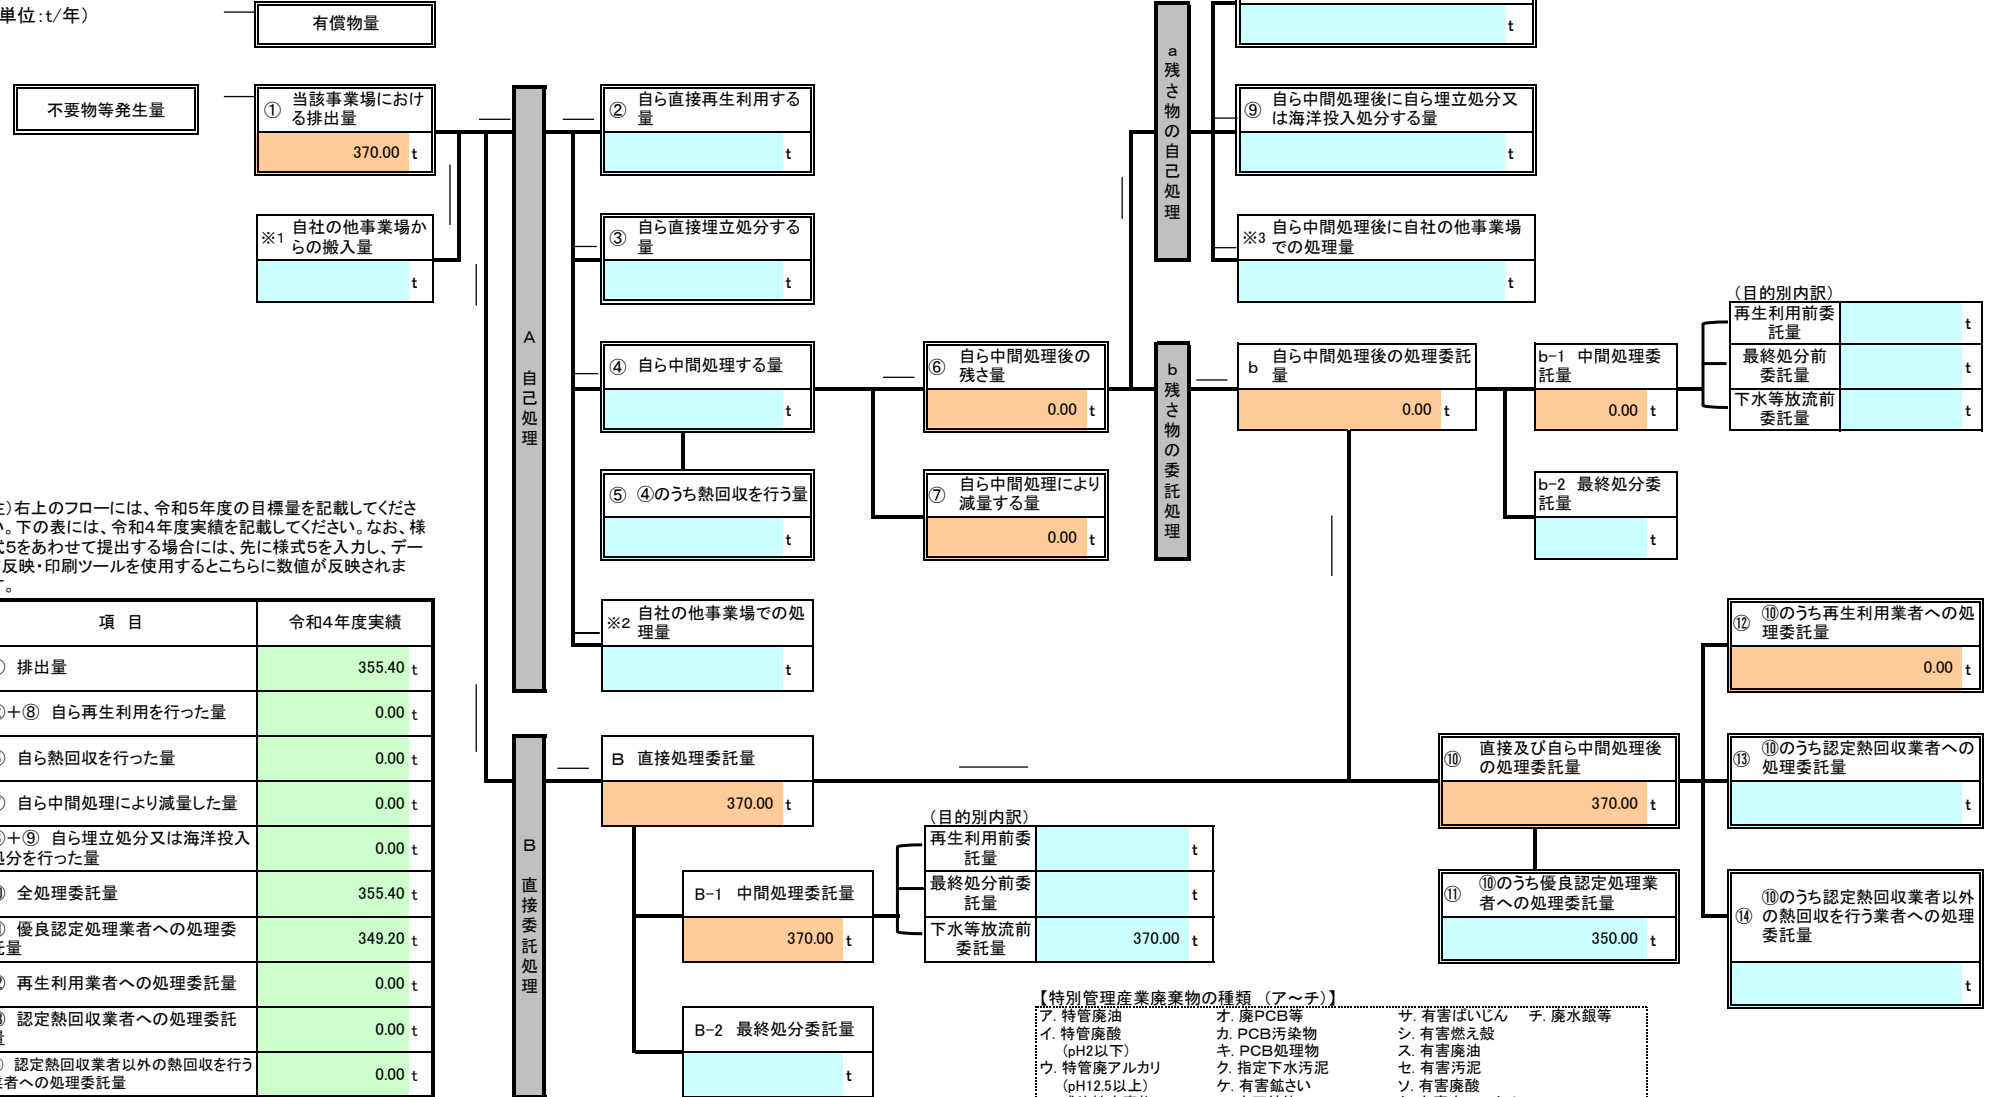 単位:t/年）
有償物量
不要物等発生量
① 当該事業場におけ
る排出量
370.00 t
※1 自社の他事業場か
らの搬入量
t
A 自己処理
② 自ら直接再生利用する
量
t
③ 自ら直接埋立処分する
量
t
④ 自ら中間処理する量
t
⑤ ④のうち熱回収を行う量
t
※2 自社の他事業場での処
理量
t
⑥ 自ら中間処理後の
残さ量
0.00 t
⑦ 自ら中間処理により
減量する量
0.00 t
a 残さ物の自己処理
t
⑨ 自ら中間処理後に自ら埋立処分又
は海洋投入処分する量
t
※3 自ら中間処理後に自社の他事業場
での処理量
t
b 残さ物の委託処理
b 自ら中間処理後の処理委託
量
0.00 t
b-1 中間処理委
託量
0.00 t
b-2 最終処分委
託量
t
（目的別内訳）
再生利用前委
託量
t
最終処分前
委託量
t
下水等放流前
委託量
t
)右上のフローには、令和5年度の目標量を記載してくださ
。下の表には、令和4年度実績を記載してください。なお、様
5をあわせて提出する場合には、先に様式5を入力し、デー
反映・印刷ツールを使用するとこちらに数値が反映されま
。
項 目 令和4年度実績
排出量 355.40 t
+⑧ 自ら再生利用を行った量 0.00 t
自ら熱回収を行った量 0.00 t
自ら中間処理により減量した量 0.00 t
+⑨ 自ら埋立処分又は海洋投入
処分を行った量 0.00 t
全処理委託量 355.40 t
優良認定処理業者への処理委
託量 349.20 t
再生利用業者への処理委託量 0.00 t
認定熱回収業者への処理委託
量 0.00 t
認定熱回収業者以外の熱回収を行う
業者への処理委託量 0.00 t
B 直接委託処理
B 直接処理委託量
370.00 t
B-1 中間処理委託量
370.00 t
B-2 最終処分委託量
t
（目的別内訳）
再生利用前委
託量
t
最終処分前委
託量
t
下水等放流前
委託量
370.00 t
⑩ 直接及び自ら中間処理後
の処理委託量
370.00 t
⑪ ⑩のうち優良認定処理業
者への処理委託量
350.00 t
⑫ ⑩のうち再生利用業者への処
理委託量
0.00 t
⑬ ⑩のうち認定熱回収業者への
処理委託量
t
⑭ ⑩のうち認定熱回収業者以外
の熱回収を行う業者への処理
委託量
t
【特別管理産業廃棄物の種類 （ア～チ）】
ア. 特管廃油 オ. 廃PCB等 サ. 有害ばいじん チ. 廃水銀等
イ. 特管廃酸 カ. PCB汚染物 シ. 有害燃え殻
（pH2以下） キ. PCB処理物 ス. 有害廃油
ウ. 特管廃アルカリ ク. 指定下水汚泥 セ. 有害汚泥
（pH12.5以上） ケ. 有害鉱さい ソ. 有害廃酸